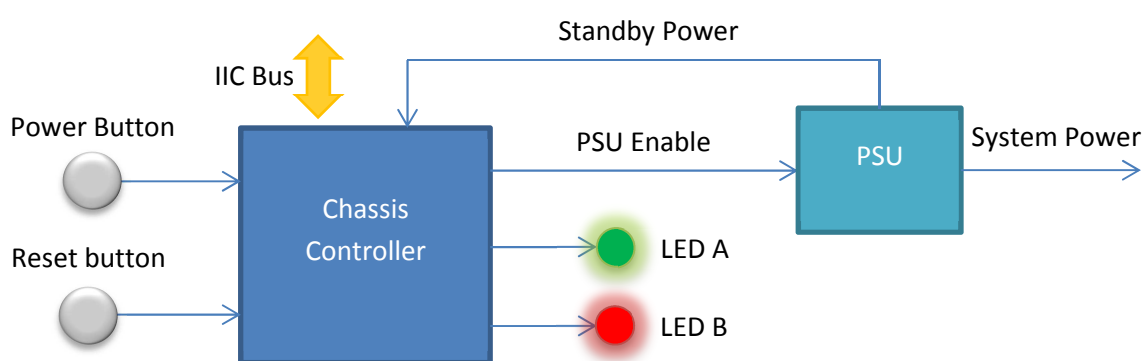 Standby Power
IIC Bus
Power Button
PSU Enable
PSU
System Power
Chassis
Controller
Reset button
LED A
LED B